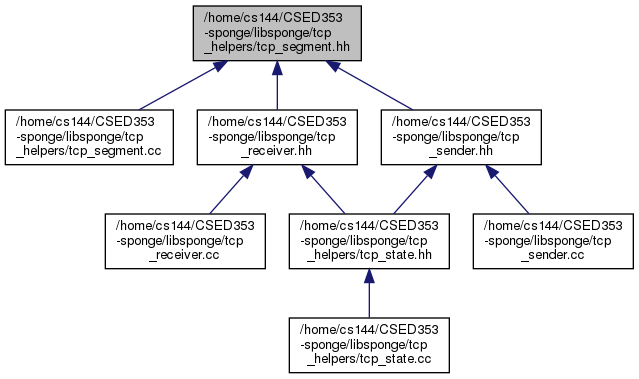 /home/cs144/CSED353
-sponge/libsponge/tcp
_helpers/tcp_segment.hh
/home/cs144/CSED353
-sponge/libsponge/tcp
_helpers/tcp_segment.cc
/home/cs144/CSED353
-sponge/libsponge/tcp
_receiver.hh
/home/cs144/CSED353
-sponge/libsponge/tcp
_sender.hh
/home/cs144/CSED353
-sponge/libsponge/tcp
_receiver.cc
/home/cs144/CSED353
-sponge/libsponge/tcp
_helpers/tcp_state.hh
/home/cs144/CSED353
-sponge/libsponge/tcp
_sender.cc
/home/cs144/CSED353
-sponge/libsponge/tcp
_helpers/tcp_state.cc